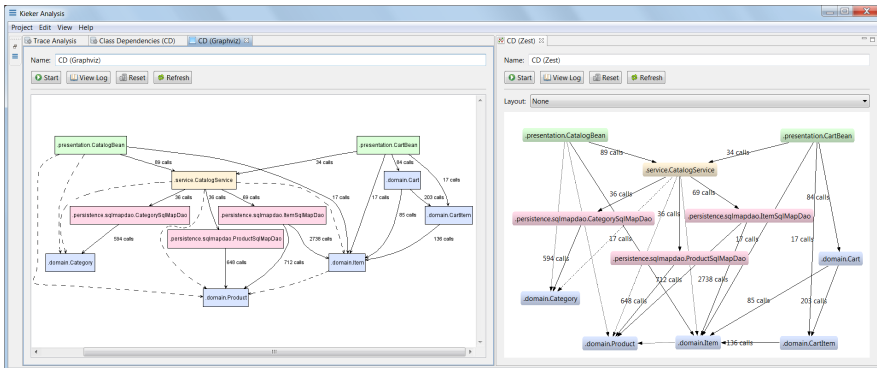 Kieker Analysis
Project Edit View Help
Trace Analysis Class Dependencies (CD) CD (Graphviz)
Name: CD (Graphviz)
Start View Log Reset Refresh
.presentation.CatalogBean
.presentation.CartBean
89 calls
34 calls
84 calls
17 calls
.service.CatalogService
.domain.Cart
36 calls
36 calls
69 calls
17 calls
17 calls
203 calls
.persistence.sqlmapdao.CategorySqlMapDao
.persistence.sqlmapdao.ItemSqlMapDao
85 calls
.domain.CartItem
.persistence.sqlmapdao.ProductSqlMapDao
594 calls
2738 calls
136 calls
.domain.Category
648 calls
712 calls
.domain.Item
.domain.Product
CD (Zest)
Name: CD (Zest)
Start View Log Reset Refresh
Layout: None
.presentation.CatalogBean
.presentation.CartBean
89 calls
34 calls
.service.CatalogService
36 calls
69 calls
84 calls
.persistence.sqlmapdao.CategorySqlMapDao
36 calls
.persistence.sqlmapdao.ItemSqlMapDao
17 calls
17 calls
17 calls
594 calls
.persistence.sqlmapdao.ProductSqlMapDao
.domain.Cart
712 calls
2738 calls
.domain.Category
648 calls
85 calls
203 calls
.domain.Product
.domain.Item
136 calls
.domain.CartItem